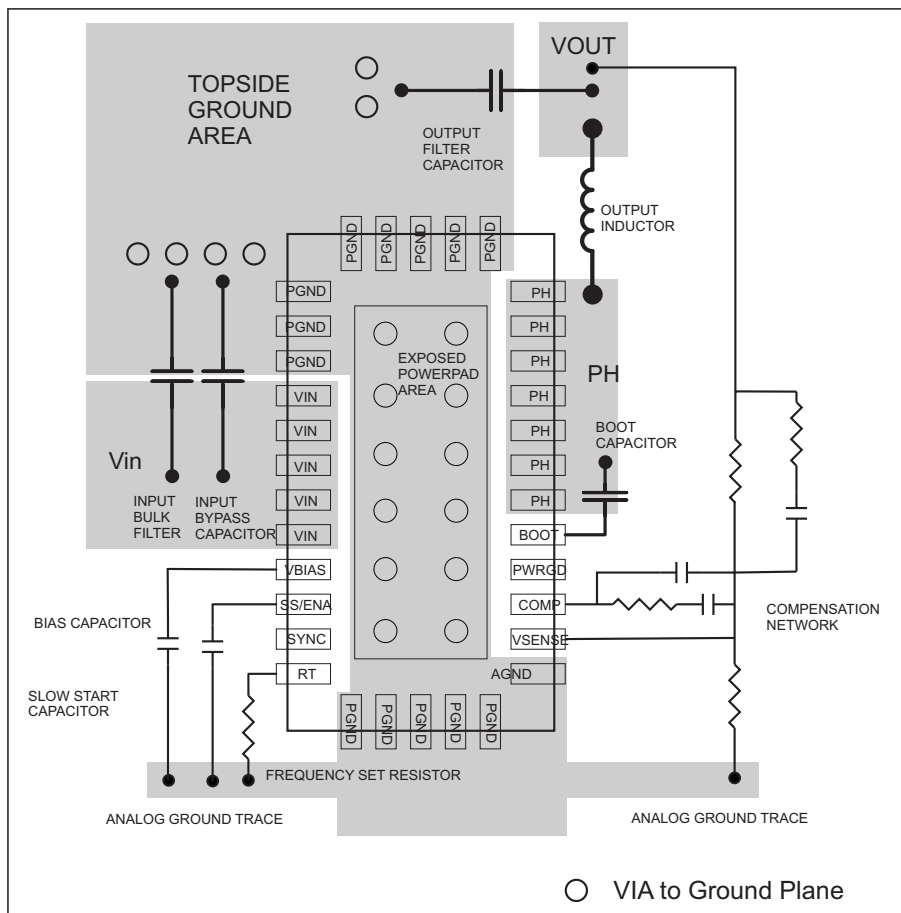 VOUT
TOPSIDE
GROUND
AREA
OUTPUT
FILTER
CAPACITOR
OUTPUT
INDUCTOR
PGND
PGND
PGND
PGND
PGND
PGND
PGND
PGND
VIN
VIN
VIN
VIN
VIN
VBIAS
SS/ENA
SYNC
RT
EXPOSED
POWERPAD
AREA
PH
PH
PH
PH
PH
PH
PH
BOOT
PWRGD
COMP
VSENSE
AGND
PH
BOOT
CAPACITOR
Vin
INPUT
BULK
FILTER
INPUT
BYPASS
CAPACITOR
BIAS CAPACITOR
SLOW START
CAPACITOR
COMPENSATION
NETWORK
PGND
PGND
PGND
PGND
PGND
FREQUENCY SET RESISTOR
ANALOG GROUND TRACE
ANALOG GROUND TRACE
VIA to Ground Plane